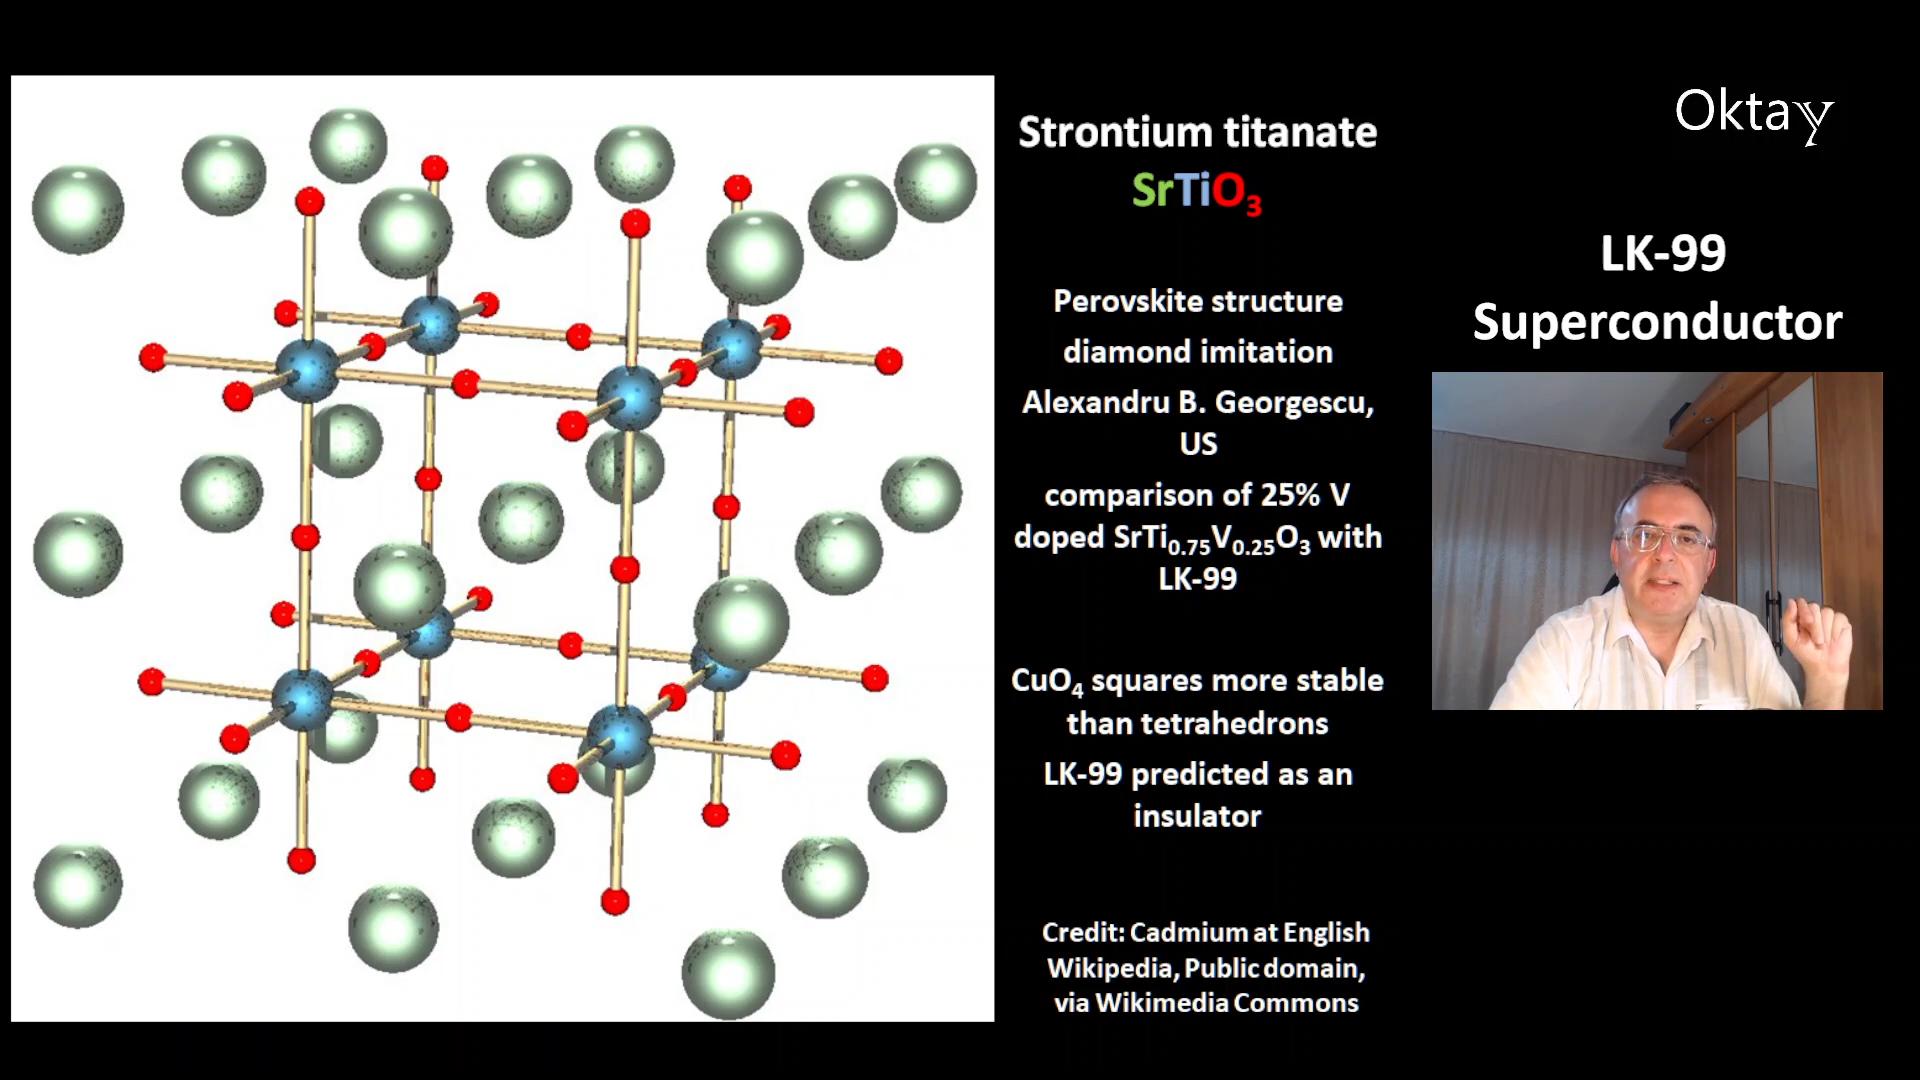 Strontium titanate
SrTiO₃
Perovskite structure
diamond imitation
Alexandru B. Georgescu,
US
comparison of 25% V
doped SrTi₀.₇₅V₀.₂₅O₃ with
LK-99
CuO₄ squares more stable
than tetrahedrons
LK-99 predicted as an
insulator
Credit: Cadmium at English
Wikipedia, Public domain,
via Wikimedia Commons
Oktay
LK-99
Superconductor